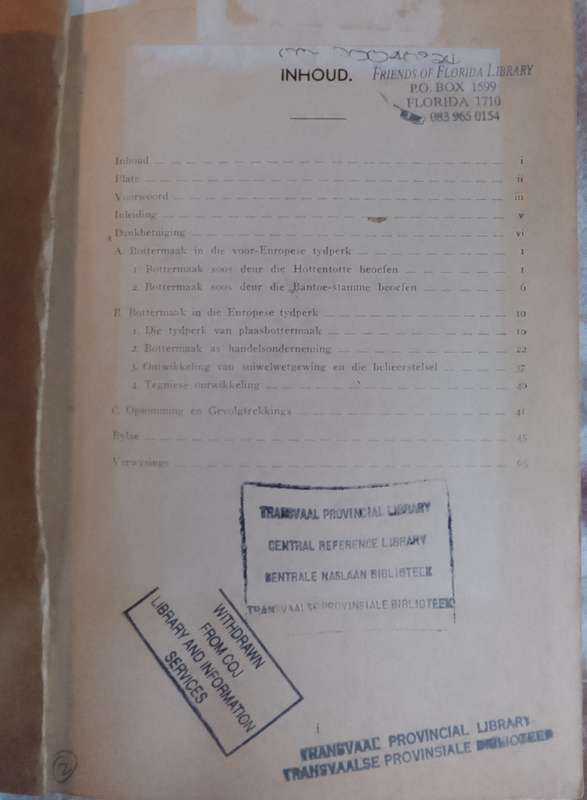 INHOUD.
FRIENDS OF FLORIDA LIBRARY
P.O. BOX 1599
FLORIDA 1710
083 965 0154
Inhoud i
Plate ii
Voorwoord iii
Inleiding v
Dankbetuiging vi
A. Bottermaak in die voor-Europese tydperk 1
1. Bottermaak soos deur die Hottentotte beoefen 1
2. Bottermaak soos deur die Bantoe-stamme beoefen 6
B. Bottermaak in die Europese tydperk 10
1. Die tydperk van plaasbottermaak 10
2. Bottermaak as handelsonderneming 22
3. Ontwikkeling van suiwelwetgewing en die beheerstelsel 37
4. Tegniese ontwikkeling 40
C. Opsomming en Gevolgtrekkings 41
Bylae 45
Verwysings 65
TRANSVAAL PROVINCIAL LIBRARY
CENTRAL REFERENCE LIBRARY
SENTRALE NASLAAN BIBLIOTEEK
TRANSVAALSE PROVINSIALE BIBLIOTEEK
WITHDRAWN
FROM COJ
LIBRARY AND INFORMATION
SERVICES
i
TRANSVAAL PROVINCIAL LIBRARY
TRANSVAALSE PROVINSIALE BIBLIOTEEK
2